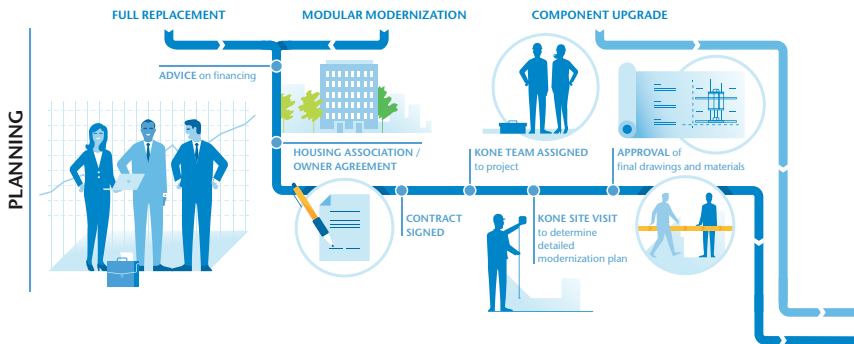 FULL REPLACEMENT
MODULAR MODERNIZATION
COMPONENT UPGRADE
PLANNING
ADVICE on financing
HOUSING ASSOCIATION /
OWNER AGREEMENT
KONE TEAM ASSIGNED
to project
APPROVAL of
final drawings and materials
CONTRACT
SIGNED
KONE SITE VISIT
to determine
detailed
modernization plan